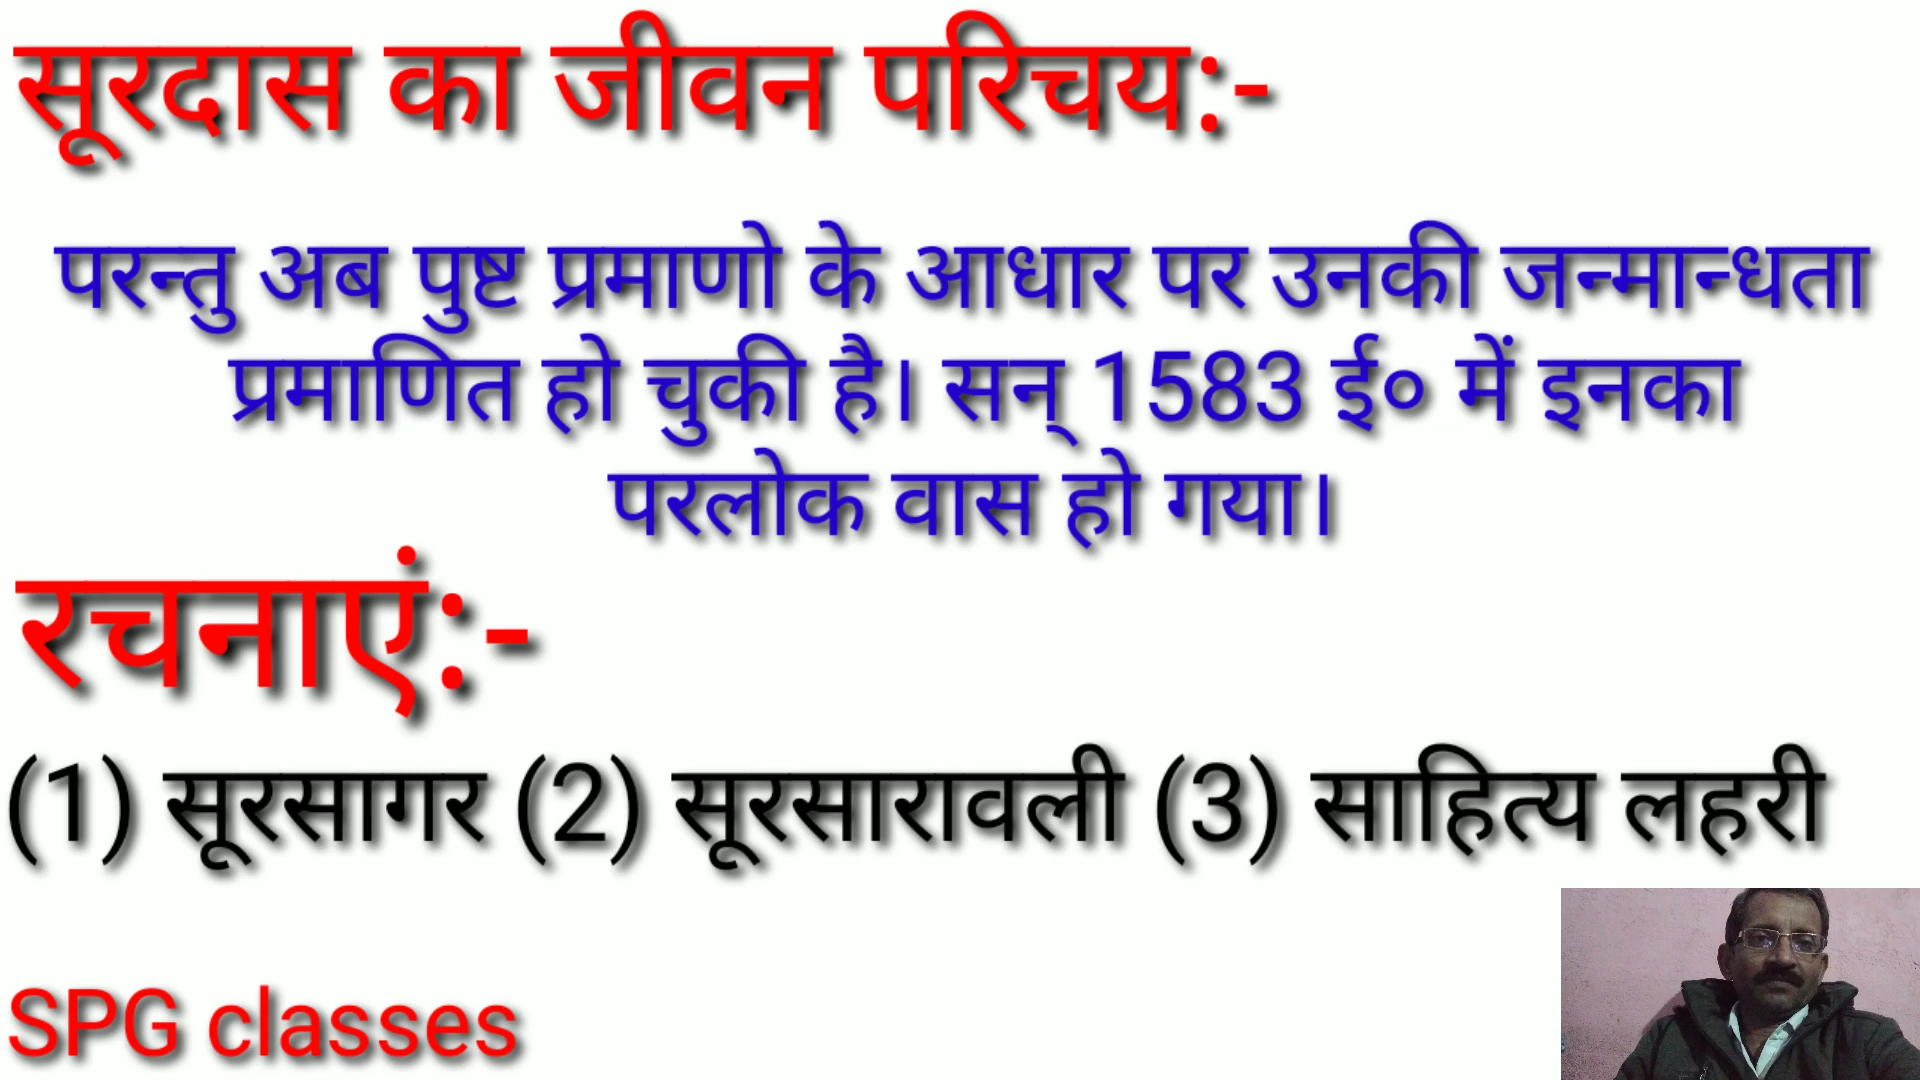 सूरदास का जीवन परिचय:-
परन्तु अब पुष्ट प्रमाणो के आधार पर उनकी जन्मान्धता
प्रमाणित हो चुकी है। सन् 1583 ई० में इनका
परलोक वास हो गया।
रचनाएं:-
(1) सूरसागर (2) सूरसारावली (3) साहित्य लहरी
SPG classes